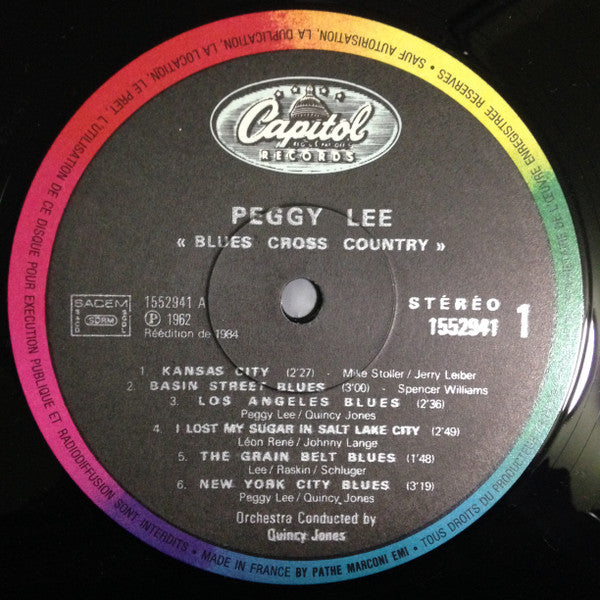 Capitol
RECORDS
PEGGY LEE
« BLUES CROSS COUNTRY »
SACEM
SACD SDRM SGDL
1552941 A
Ⓟ 1962
Réédition de 1984
STÉRÉO
1552941 1
1. KANSAS CITY (2'27) - Mike Stoller / Jerry Leiber
2. BASIN STREET BLUES (3'00) - Spencer Williams
3. LOS ANGELES BLUES (2'36)
Peggy Lee / Quincy Jones
4. I LOST MY SUGAR IN SALT LAKE CITY (2'49)
Léon René / Johnny Lange
5. THE GRAIN BELT BLUES (1'48)
Lee / Raskin / Schluger
6. NEW YORK CITY BLUES (3'19)
Peggy Lee / Quincy Jones
Orchestra Conducted by
Quincy Jones
• MADE IN FRANCE BY PATHE MARCONI EMI • TOUS DROITS DU PRODUCTEUR ENREGISTREE RESERVES • SAUF AUTORISATION, LA DUPLICATION, LA LOCATION, LE PRET, L'UTILISATION DE CE DISQUE POUR EXECUTION PUBLIQUE ET RADIODIFFUSION SONT INTERDITS